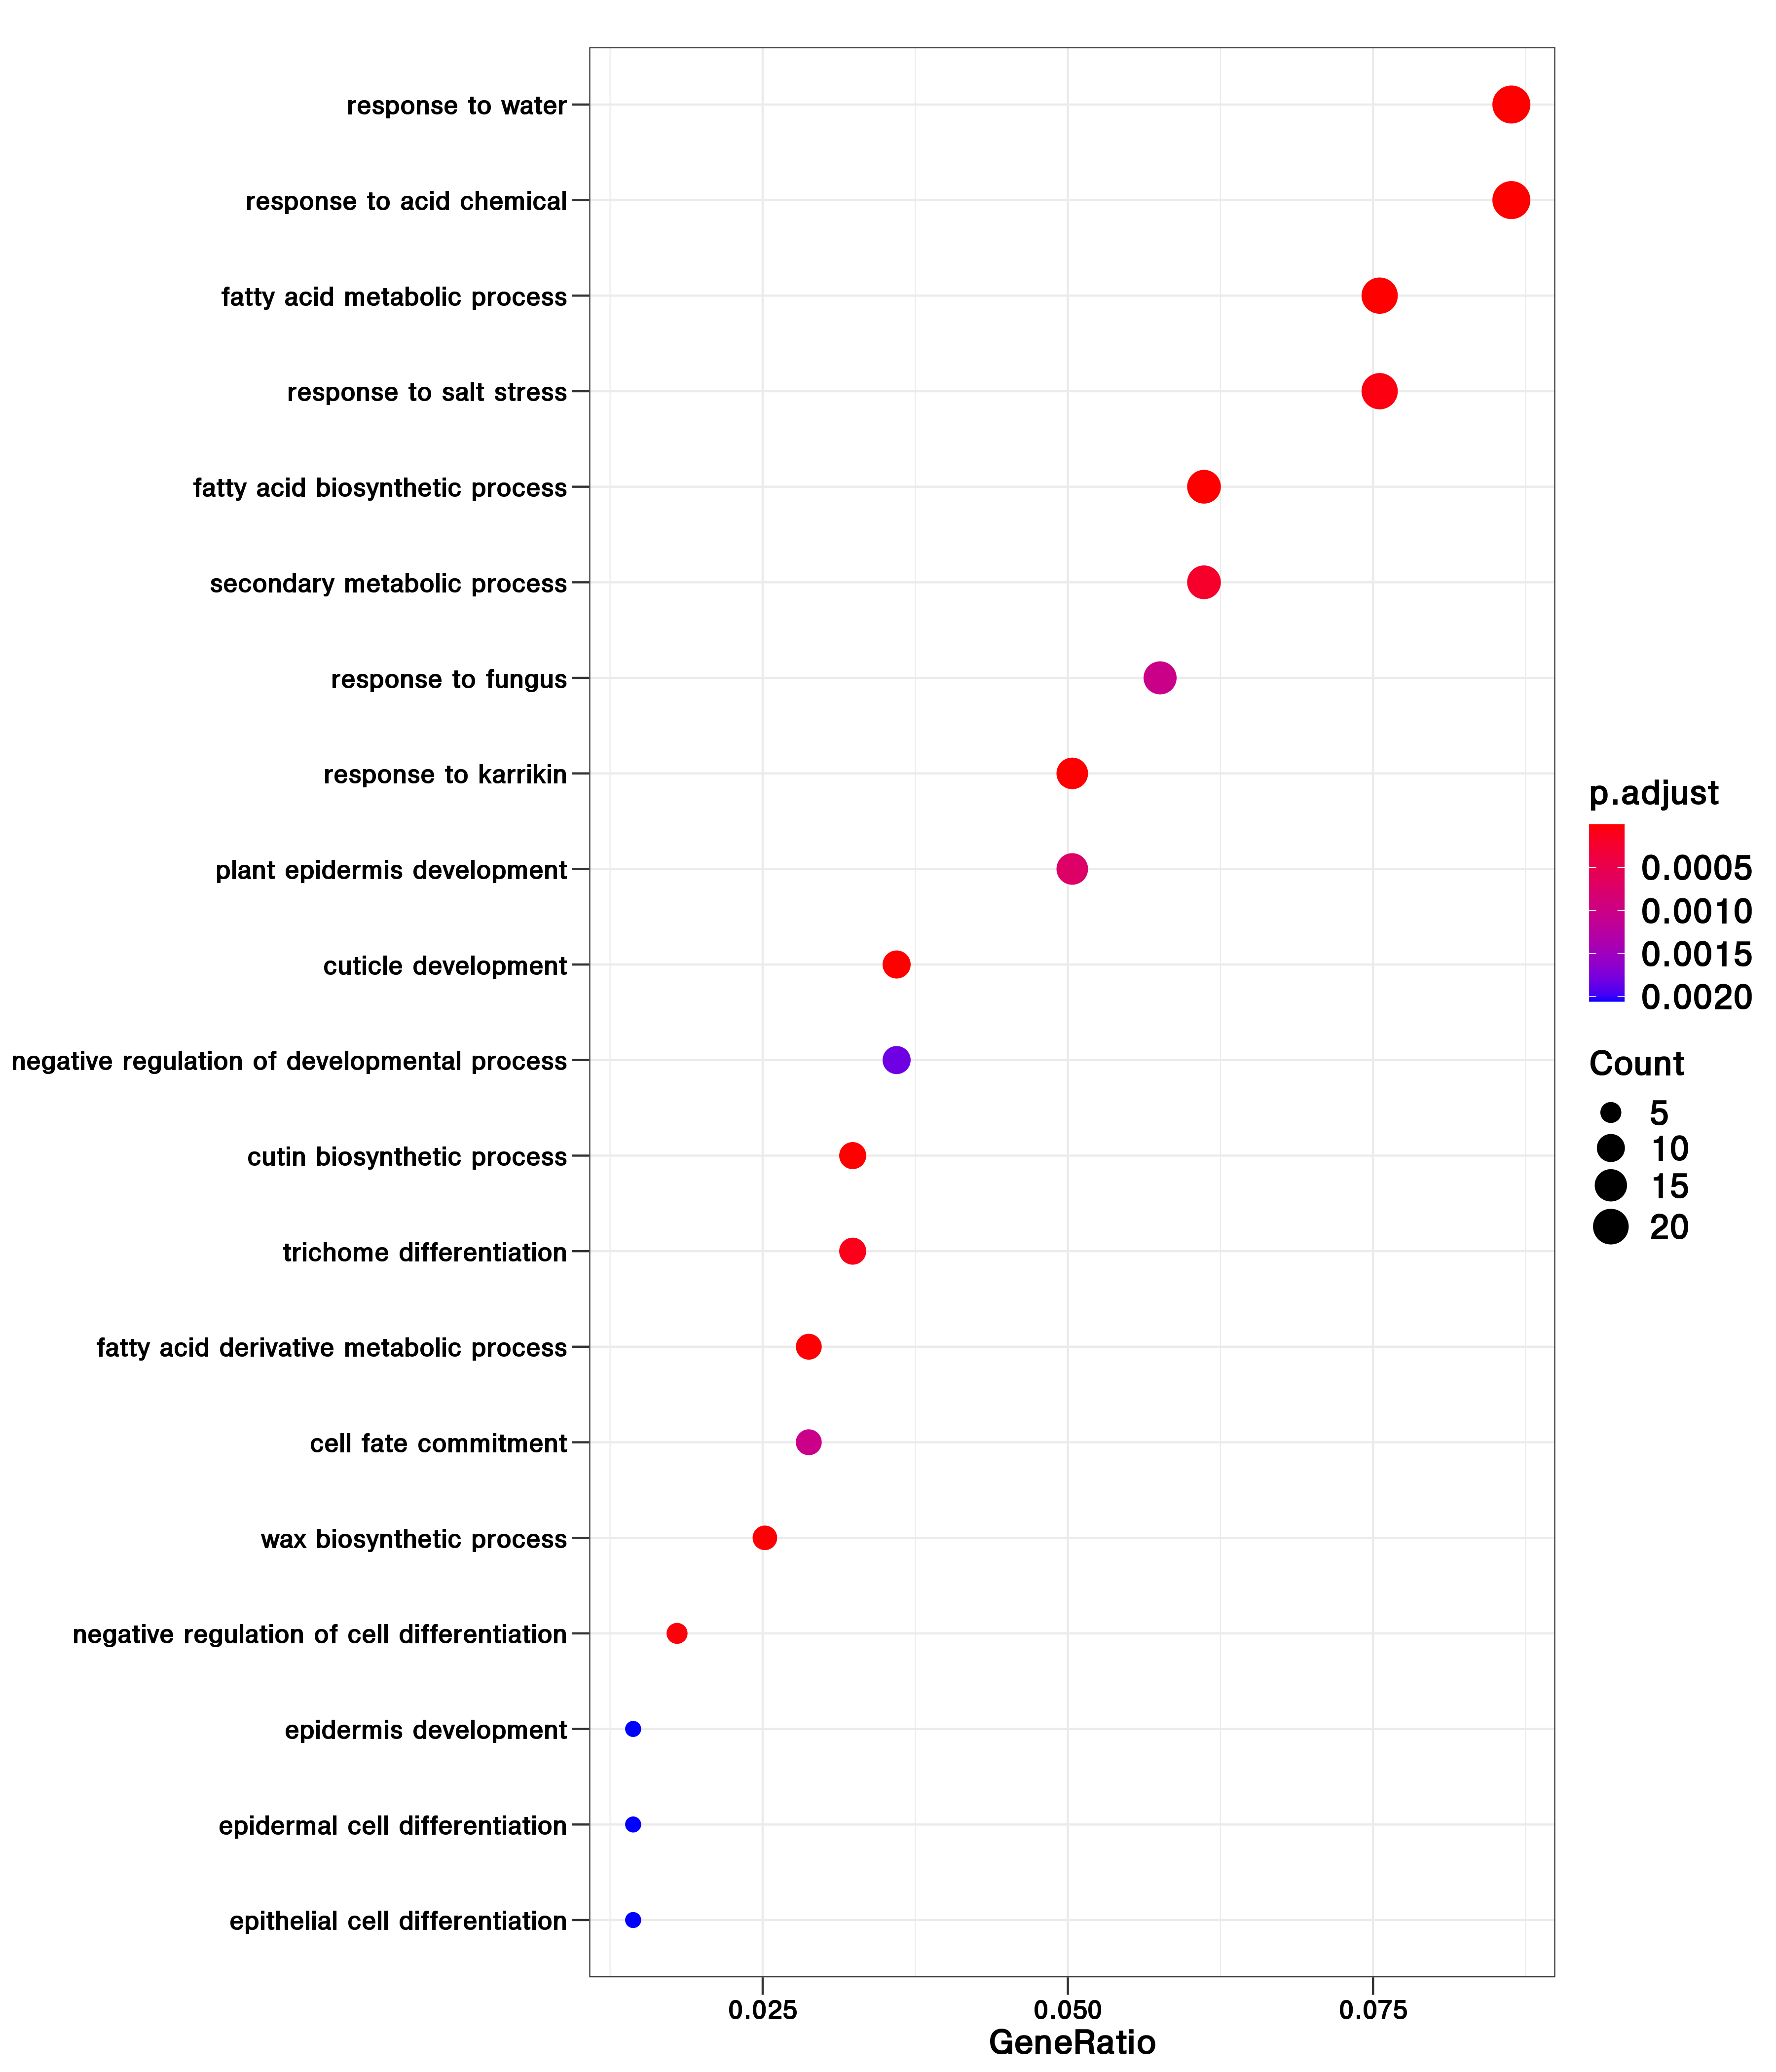 response to water
response to acid chemical
fatty acid metabolic process
response to salt stress
fatty acid biosynthetic process
secondary metabolic process
response to fungus
response to karrikin
plant epidermis development
cuticle development
negative regulation of developmental process
cutin biosynthetic process
trichome differentiation
fatty acid derivative metabolic process
cell fate commitment
wax biosynthetic process
negative regulation of cell differentiation
epidermis development
epidermal cell differentiation
epithelial cell differentiation
0.025 0.050 0.075
GeneRatio
p.adjust
0.0005
0.0010
0.0015
0.0020
Count
5
10
15
20